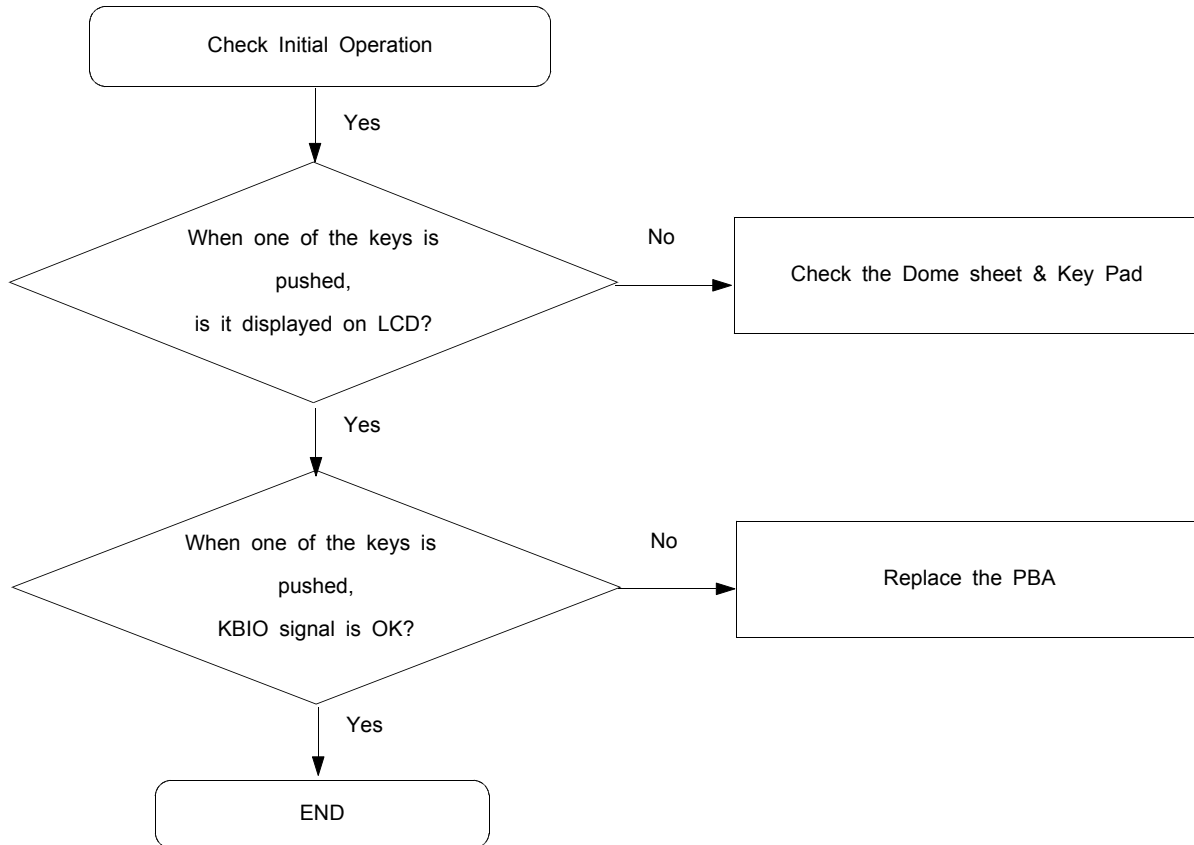 Check Initial Operation
Yes
When one of the keys is
pushed,
is it displayed on LCD?
No
Check the Dome sheet & Key Pad
Yes
When one of the keys is
pushed,
KBIO signal is OK?
No
Replace the PBA
Yes
END